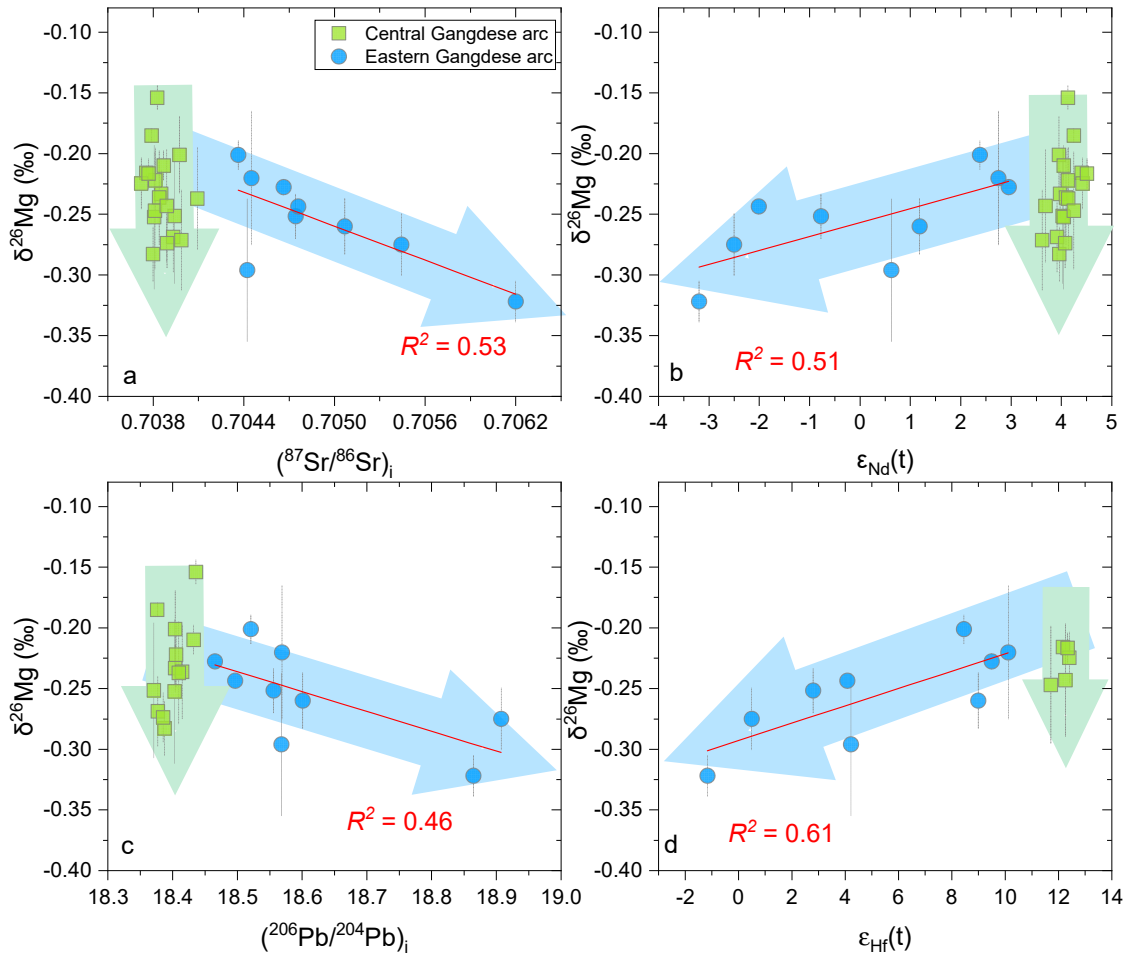 Central Gangdese arc
Eastern Gangdese arc
-0.10
-0.15
-0.20
-0.25
-0.30
-0.35
-0.40
δ²⁶Mg (‰)
R² = 0.53
a
0.7038 0.7044 0.7050 0.7056 0.7062
(⁸⁷Sr/⁸⁶Sr)ᵢ
-0.10
-0.15
-0.20
-0.25
-0.30
-0.35
-0.40
δ²⁶Mg (‰)
R² = 0.51
b
-4 -3 -2 -1 0 1 2 3 4 5
εNd(t)
-0.10
-0.15
-0.20
-0.25
-0.30
-0.35
-0.40
δ²⁶Mg (‰)
R² = 0.46
c
18.3 18.4 18.5 18.6 18.7 18.8 18.9 19.0
(²⁰⁶Pb/²⁰⁴Pb)ᵢ
-0.10
-0.15
-0.20
-0.25
-0.30
-0.35
-0.40
δ²⁶Mg (‰)
R² = 0.61
d
-2 0 2 4 6 8 10 12 14
εHf(t)